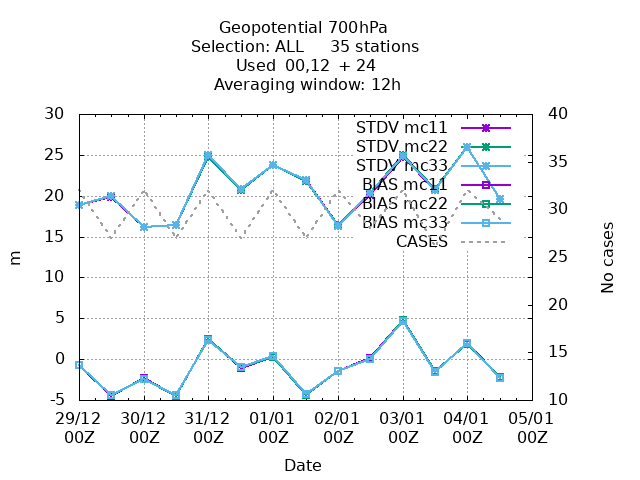 Geopotential 700hPa
Selection: ALL     35 stations
Used  00,12  + 24
Averaging window: 12h
30
25
20
15
10
5
0
-5
m
40
35
30
25
20
15
10
No cases
STDV mc11
STDV mc22
STDV mc33
BIAS mc11
BIAS mc22
BIAS mc33
CASES
29/12 30/12 31/12 01/01 02/01 03/01 04/01 05/01
00Z 00Z 00Z 00Z 00Z 00Z 00Z 00Z
Date